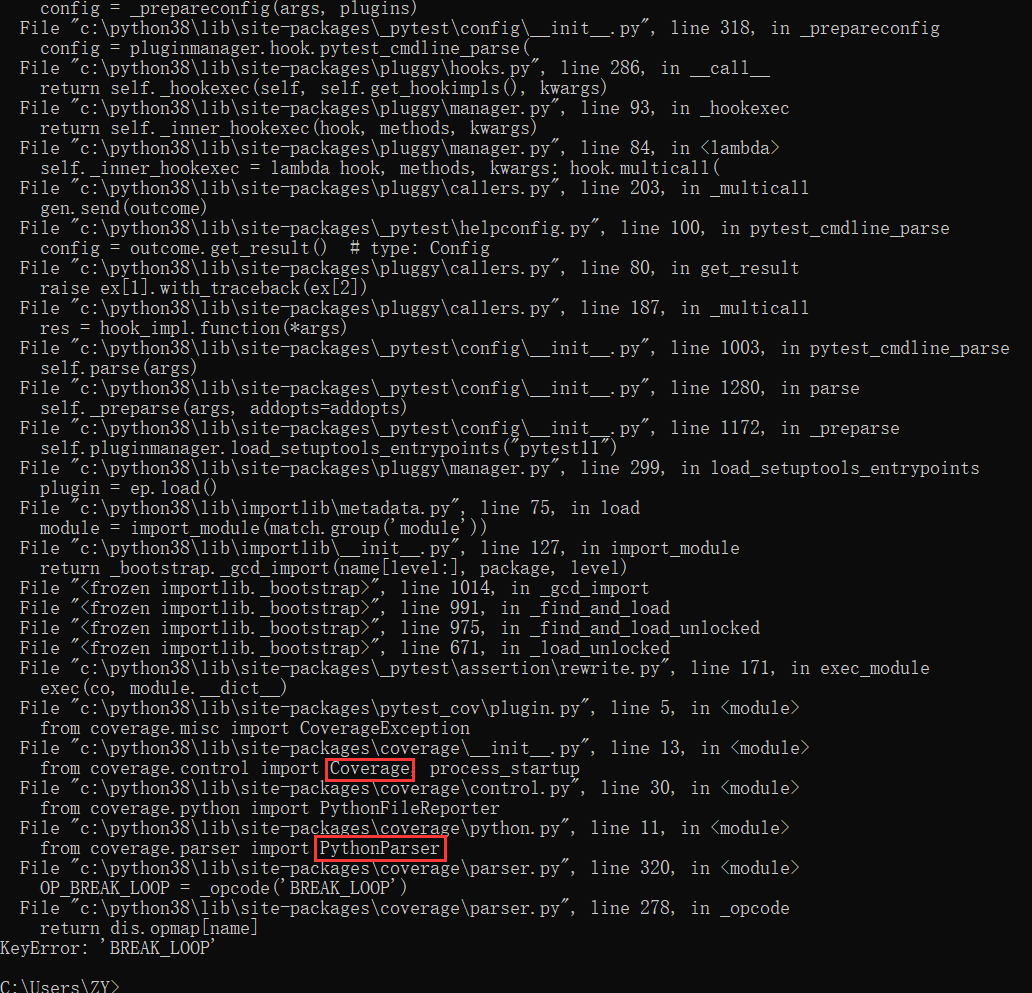 config = _prepareconfig(args, plugins)
File "c:\python38\lib\site-packages\_pytest\config\__init__.py", line 318, in _prepareconfig
config = pluginmanager.hook.pytest_cmdline_parse(
File "c:\python38\lib\site-packages\pluggy\hooks.py", line 286, in __call__
return self._hookexec(self, self.get_hookimpls(), kwargs)
File "c:\python38\lib\site-packages\pluggy\manager.py", line 93, in _hookexec
return self._inner_hookexec(hook, methods, kwargs)
File "c:\python38\lib\site-packages\pluggy\manager.py", line 84, in <lambda>
self._inner_hookexec = lambda hook, methods, kwargs: hook.multicall(
File "c:\python38\lib\site-packages\pluggy\callers.py", line 203, in _multicall
gen.send(outcome)
File "c:\python38\lib\site-packages\_pytest\helpconfig.py", line 100, in pytest_cmdline_parse
config = outcome.get_result()  # type: Config
File "c:\python38\lib\site-packages\pluggy\callers.py", line 80, in get_result
raise ex[1].with_traceback(ex[2])
File "c:\python38\lib\site-packages\pluggy\callers.py", line 187, in _multicall
res = hook_impl.function(*args)
File "c:\python38\lib\site-packages\_pytest\config\__init__.py", line 1003, in pytest_cmdline_parse
self.parse(args)
File "c:\python38\lib\site-packages\_pytest\config\__init__.py", line 1280, in parse
self._preparse(args, addopts=addopts)
File "c:\python38\lib\site-packages\_pytest\config\__init__.py", line 1172, in _preparse
self.pluginmanager.load_setuptools_entrypoints("pytest11")
File "c:\python38\lib\site-packages\pluggy\manager.py", line 299, in load_setuptools_entrypoints
plugin = ep.load()
File "c:\python38\lib\importlib\metadata.py", line 75, in load
module = import_module(match.group('module'))
File "c:\python38\lib\importlib\__init__.py", line 127, in import_module
return _bootstrap._gcd_import(name[level:], package, level)
File "<frozen importlib._bootstrap>", line 1014, in _gcd_import
File "<frozen importlib._bootstrap>", line 991, in _find_and_load
File "<frozen importlib._bootstrap>", line 975, in _find_and_load_unlocked
File "<frozen importlib._bootstrap>", line 671, in _load_unlocked
File "c:\python38\lib\site-packages\_pytest\assertion\rewrite.py", line 171, in exec_module
exec(co, module.__dict__)
File "c:\python38\lib\site-packages\pytest_cov\plugin.py", line 5, in <module>
from coverage.misc import CoverageException
File "c:\python38\lib\site-packages\coverage\__init__.py", line 13, in <module>
from coverage.control import Coverage process_startup
File "c:\python38\lib\site-packages\coverage\control.py", line 30, in <module>
from coverage.python import PythonFileReporter
File "c:\python38\lib\site-packages\coverage\python.py", line 11, in <module>
from coverage.parser import PythonParser
File "c:\python38\lib\site-packages\coverage\parser.py", line 320, in <module>
OP_BREAK_LOOP = _opcode('BREAK_LOOP')
File "c:\python38\lib\site-packages\coverage\parser.py", line 278, in _opcode
return dis.opmap[name]
KeyError: 'BREAK_LOOP'
C:\Users\ZY>